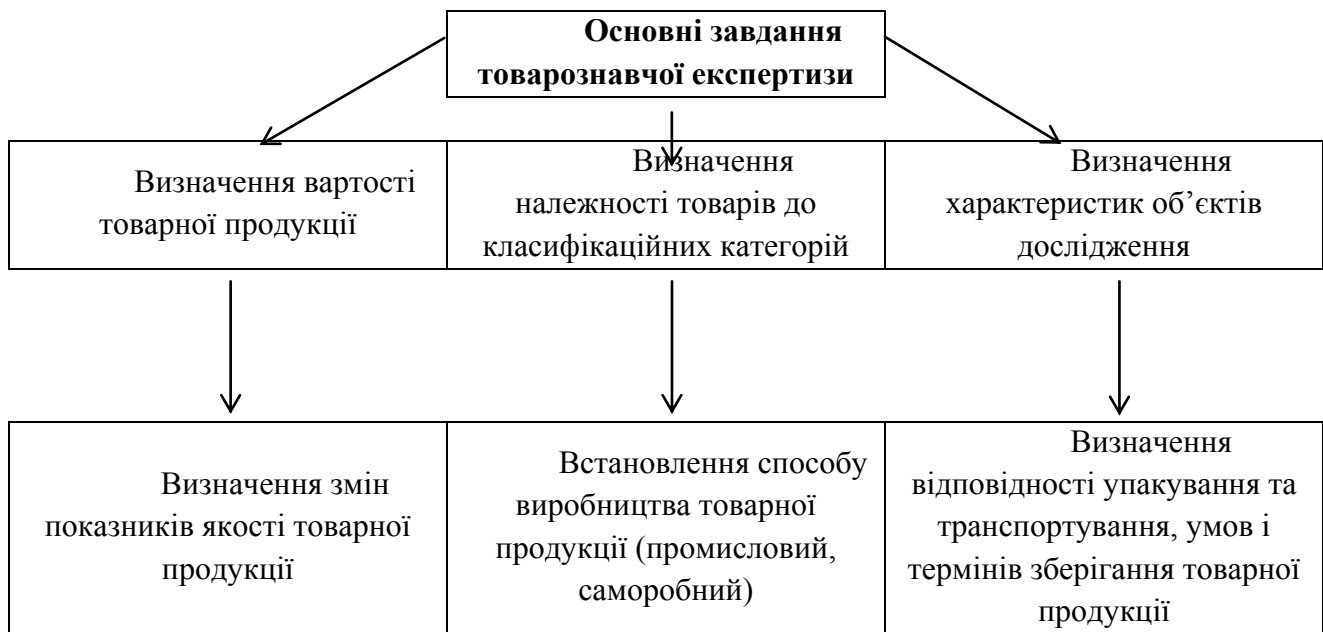 Основні завдання
товарознавчої експертизи
Визначення вартості
товарної продукції
Визначення
належності товарів до
класифікаційних категорій
Визначення
характеристик об’єктів
дослідження
Визначення змін
показників якості товарної
продукції
Встановлення способу
виробництва товарної
продукції (промисловий,
саморобний)
Визначення
відповідності упакування та
транспортування, умов і
термінів зберігання товарної
продукції